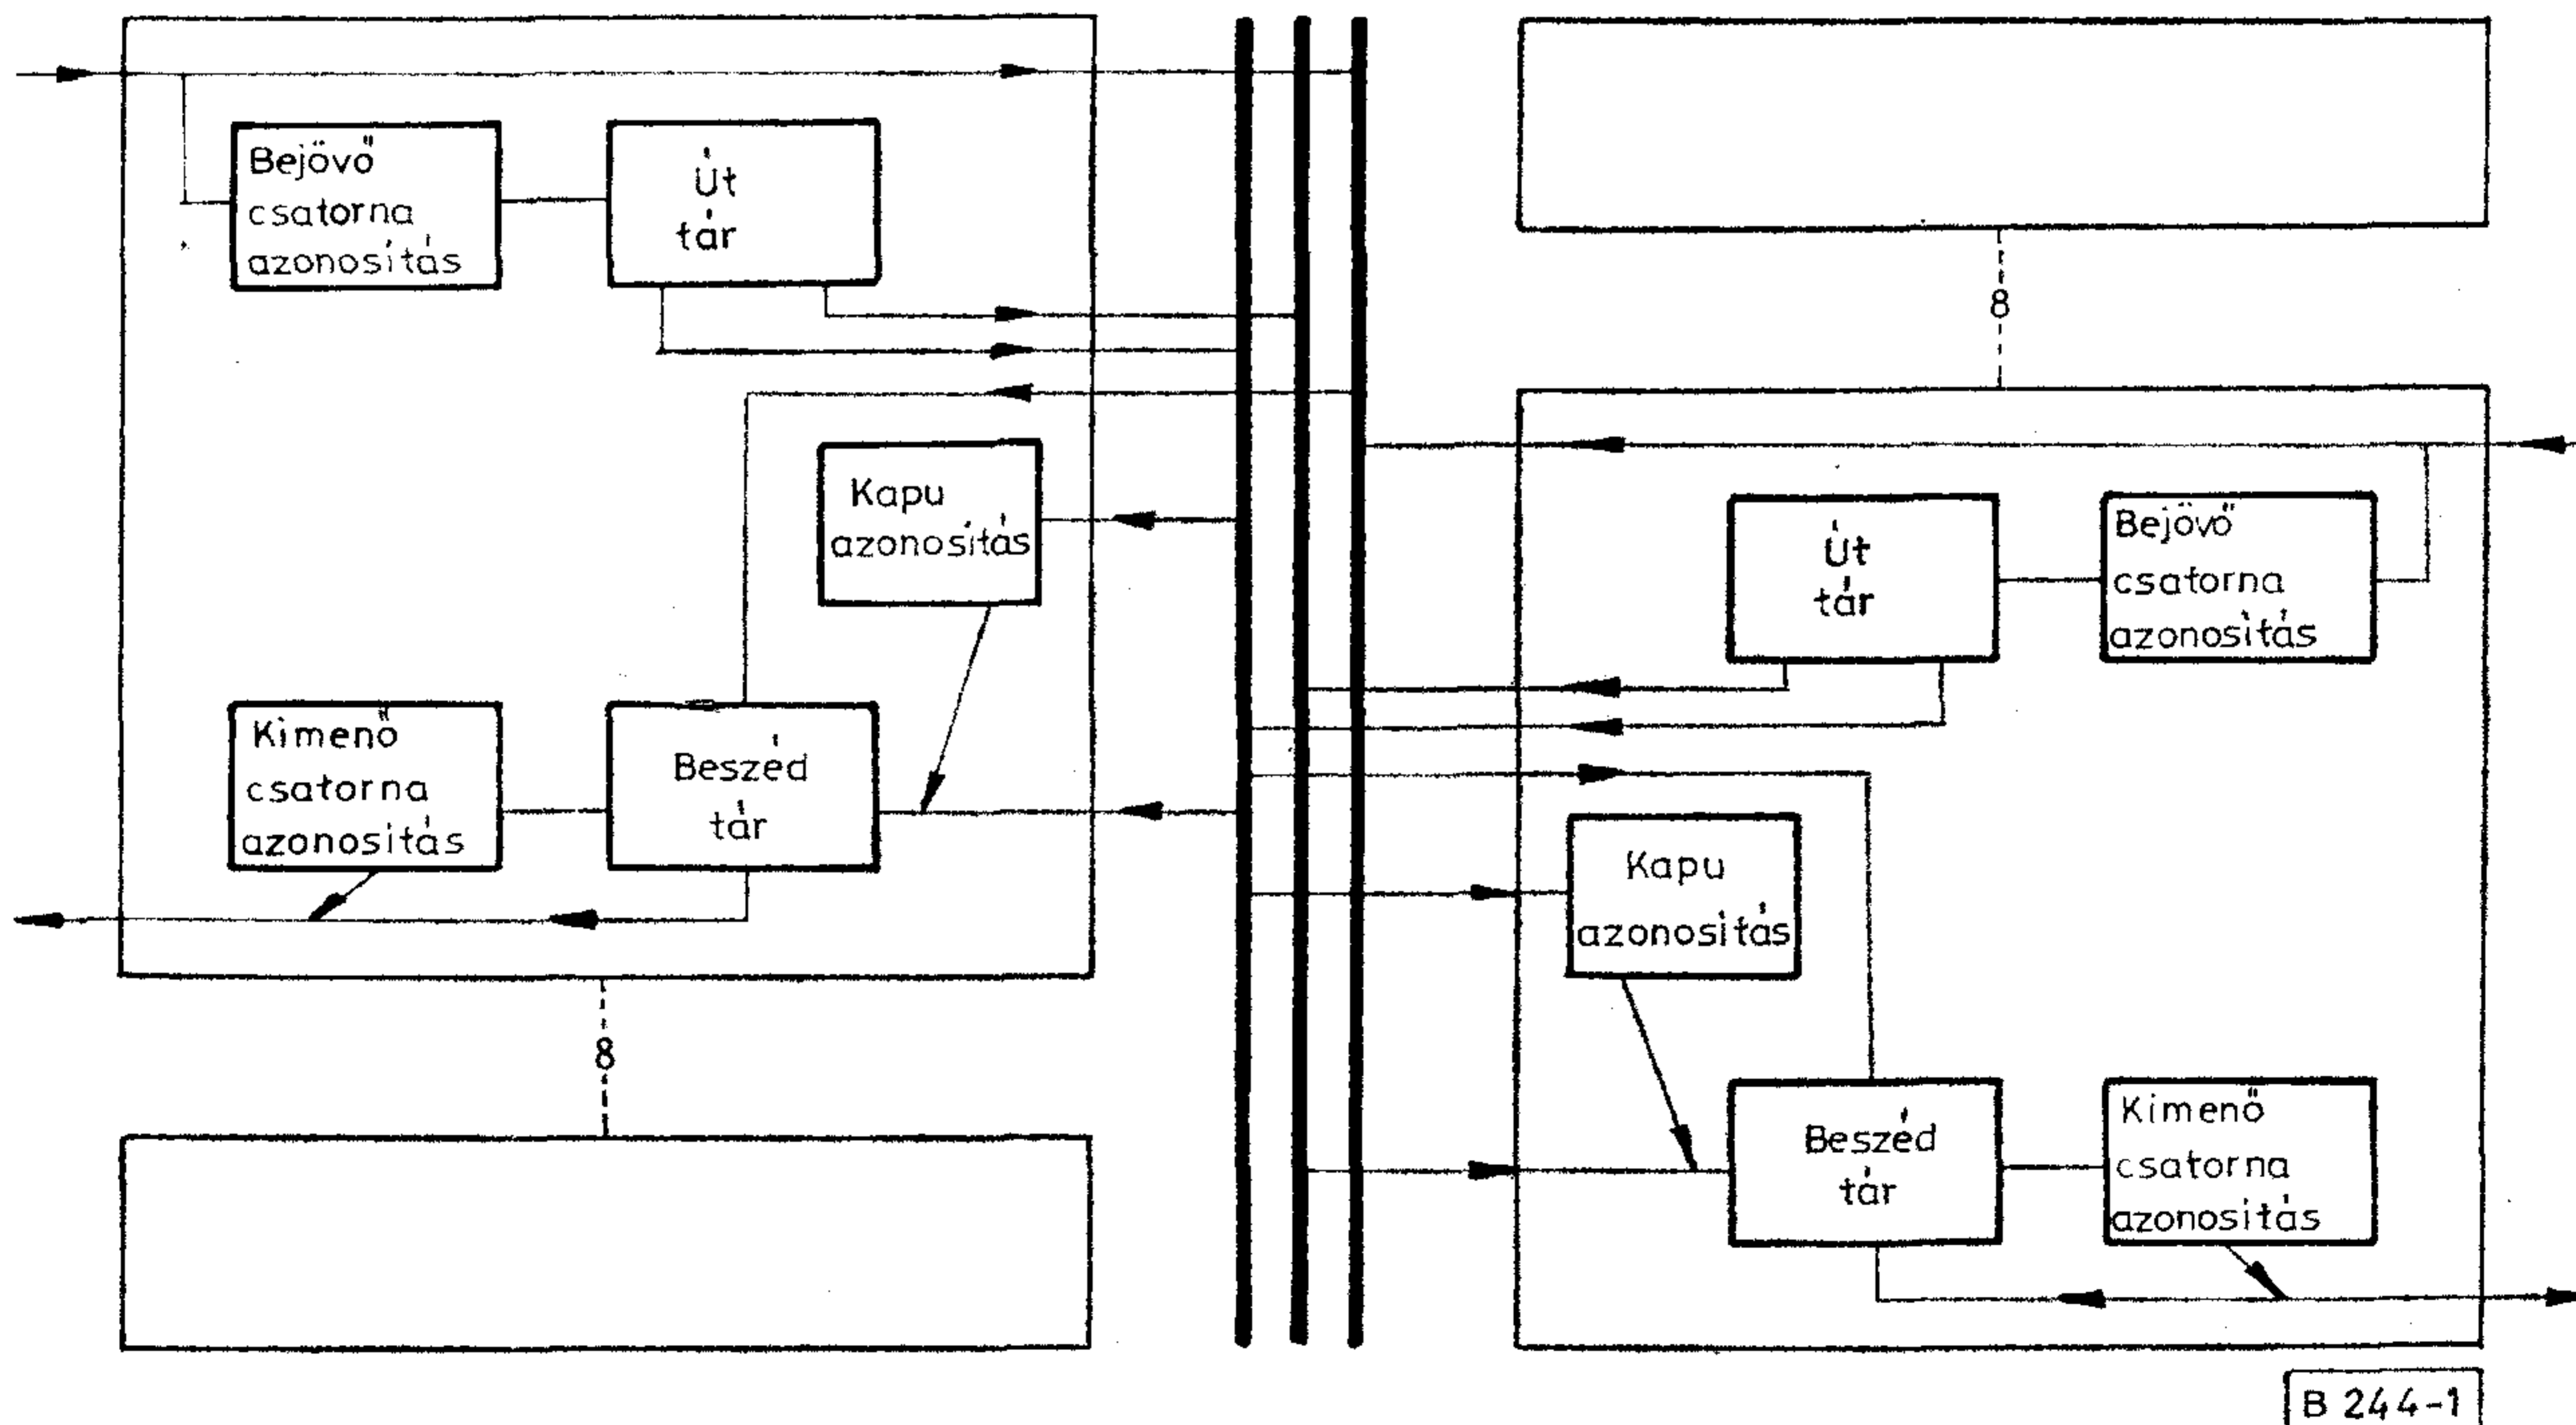 Bejövő
csatorna
azonosítás
Út
tár
Kapu
azonosítás
Kimenő
csatorna
azonosítás
Beszéd
tár
8
8
Út
tár
Bejövő
csatorna
azonosítás
Kapu
azonosítás
Beszéd
tár
Kimenő
csatorna
azonosítás
B 244-1